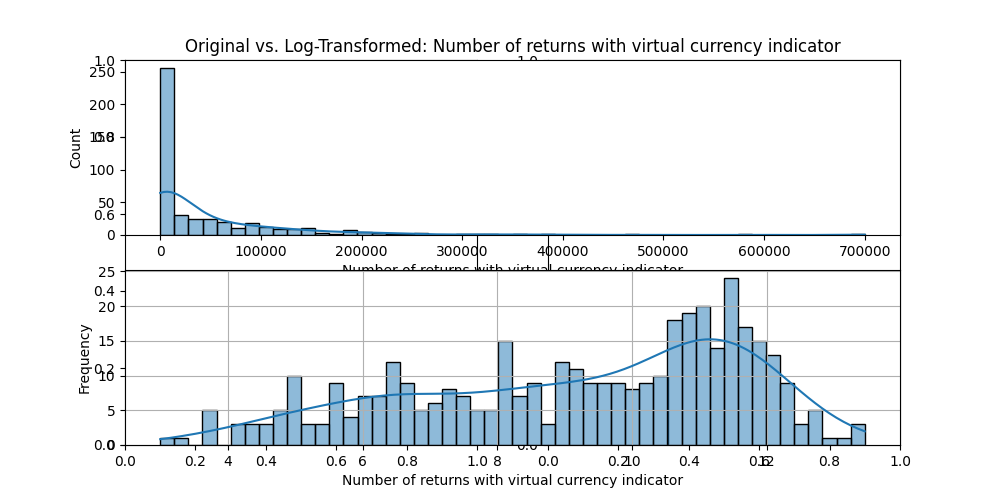 Original vs. Log-Transformed: Number of returns with virtual currency indicator
1.0
1.0
250
200
150
0.8
100
50
0.6
0
Count
0 100000 200000 300000 400000 500000 600000 700000
Number of returns with virtual currency indicator
25
0.4
20
15
0.2
10
5
0
0.0
0.0
Frequency
0.0 0.2 4 0.4 0.6 6 0.8 1.0 8 0.0 0.2 10 0.4 0.6 12 0.8 1.0
Number of returns with virtual currency indicator